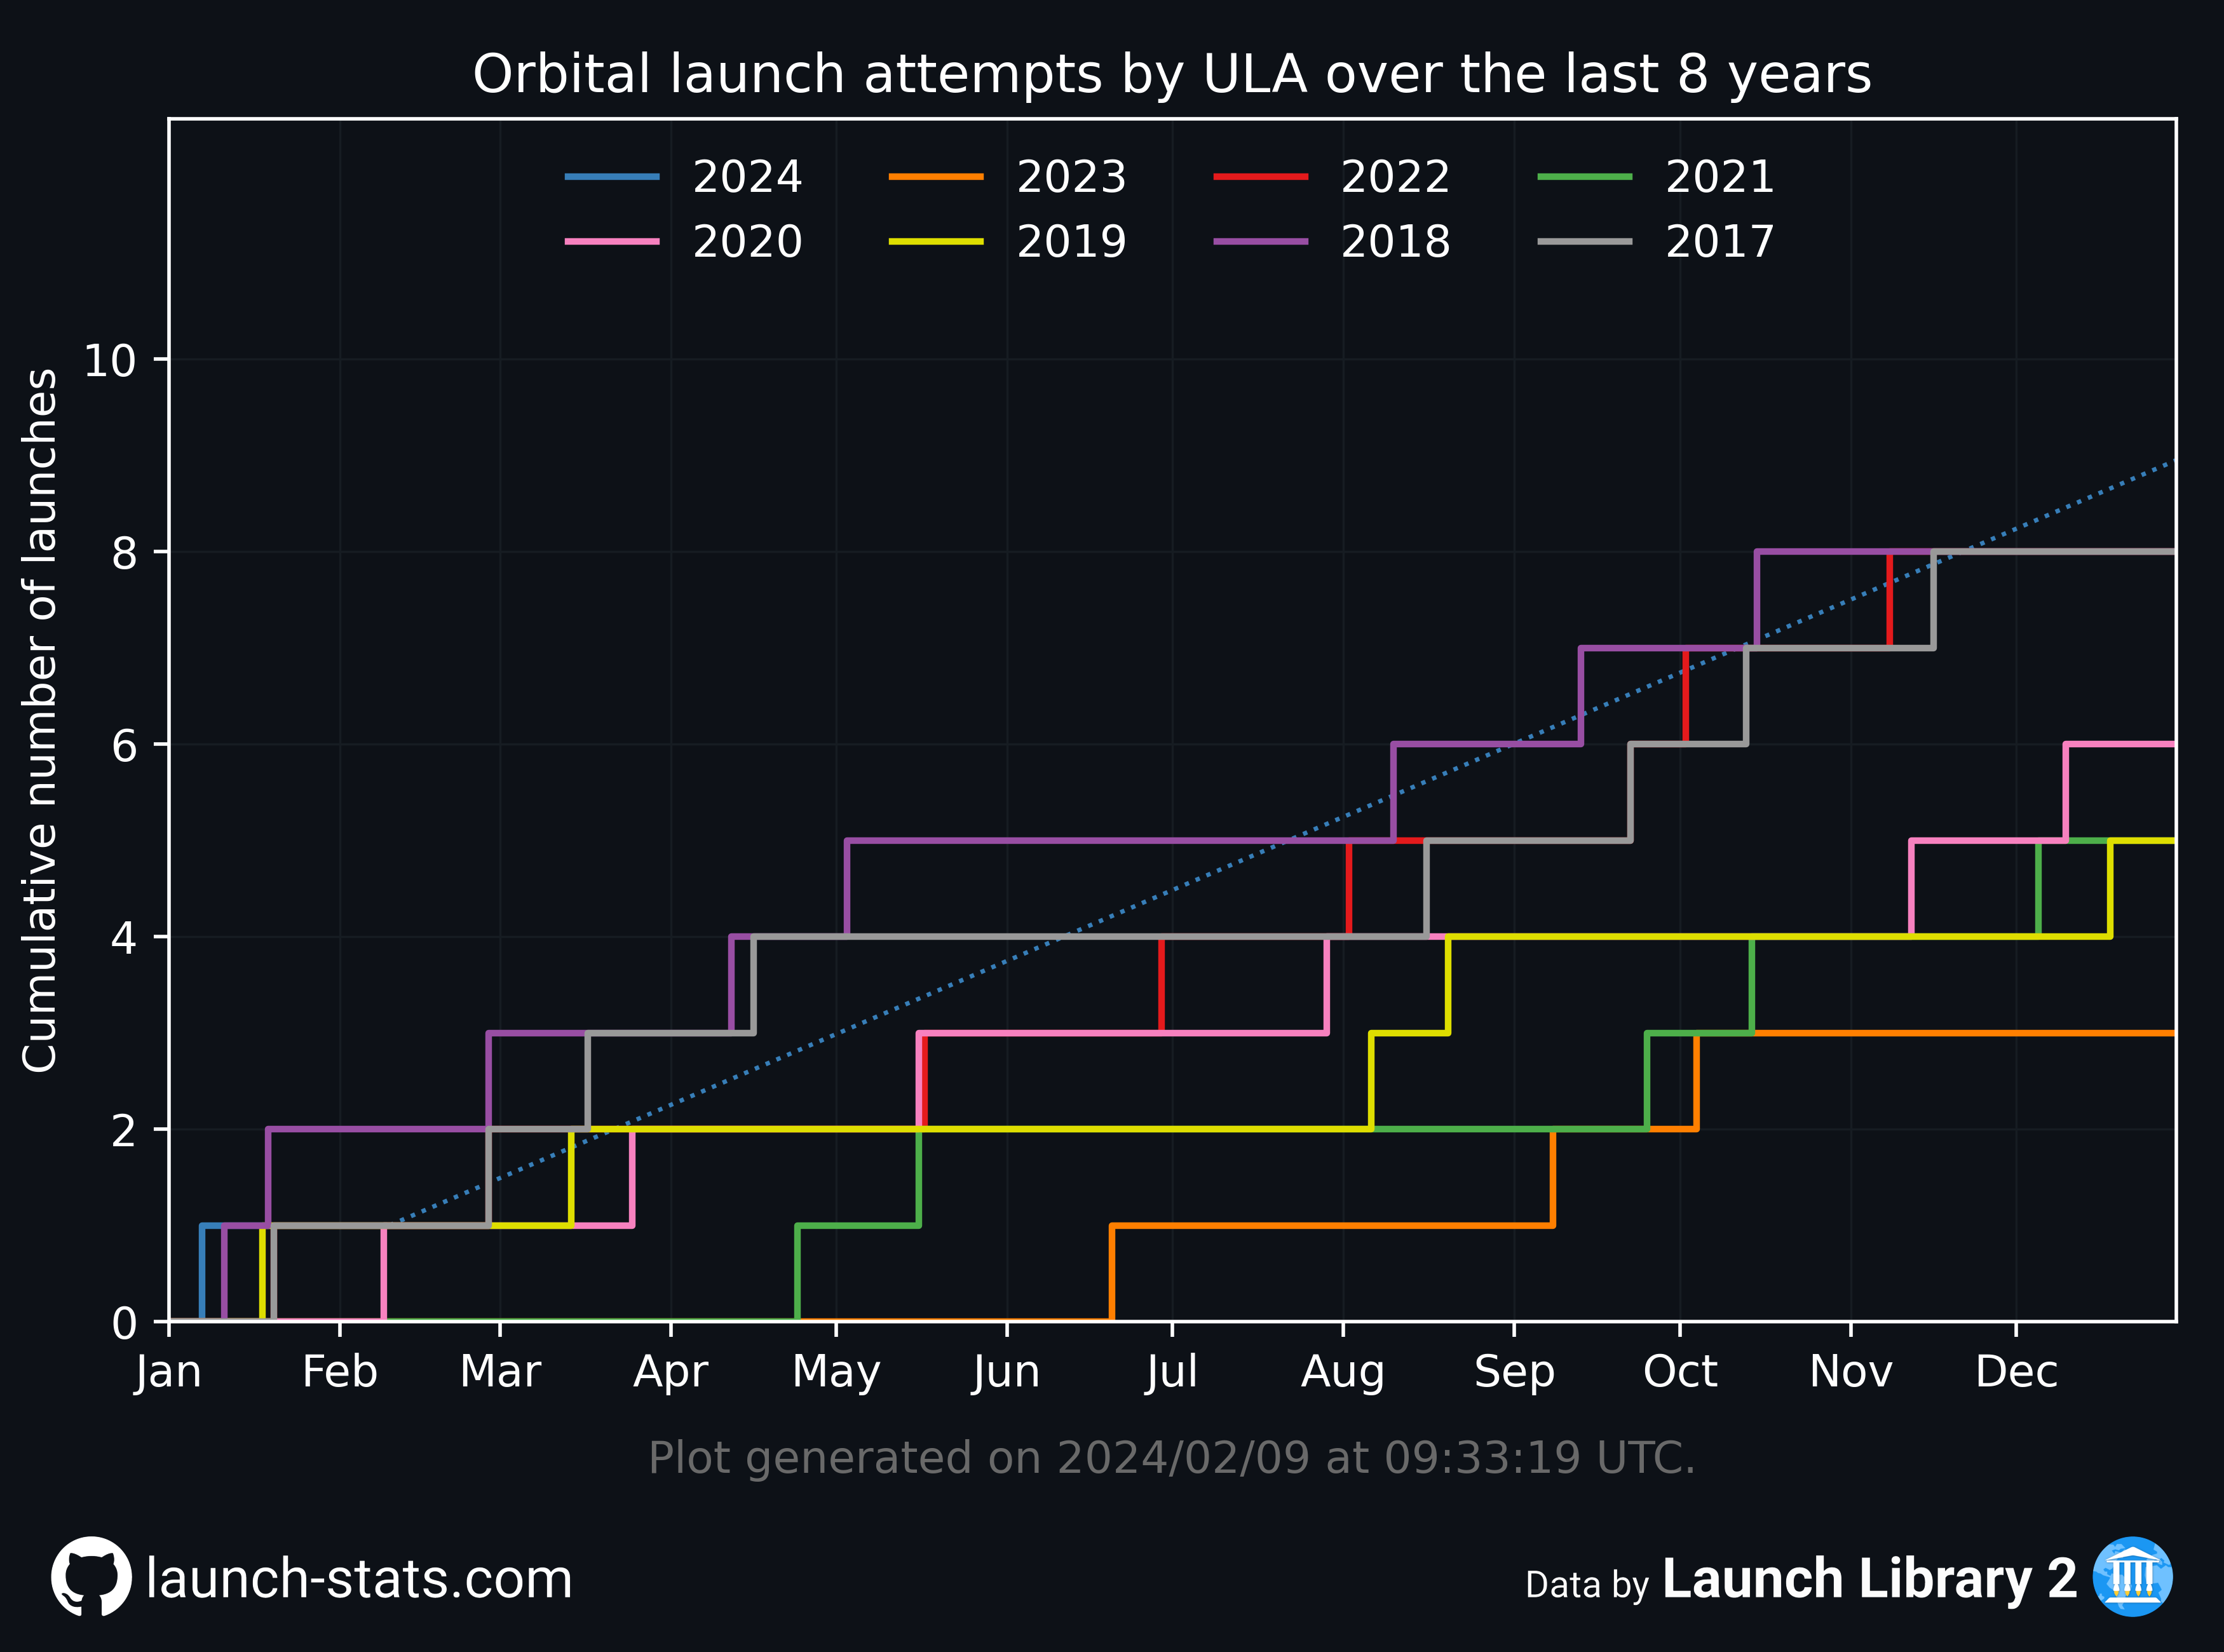 Orbital launch attempts by ULA over the last 8 years
2024 2023 2022 2021
2020 2019 2018 2017
Cumulative number of launches
10
8
6
4
2
0
Jan Feb Mar Apr May Jun Jul Aug Sep Oct Nov Dec
Plot generated on 2024/02/09 at 09:33:19 UTC.
launch-stats.com
Data by Launch Library 2